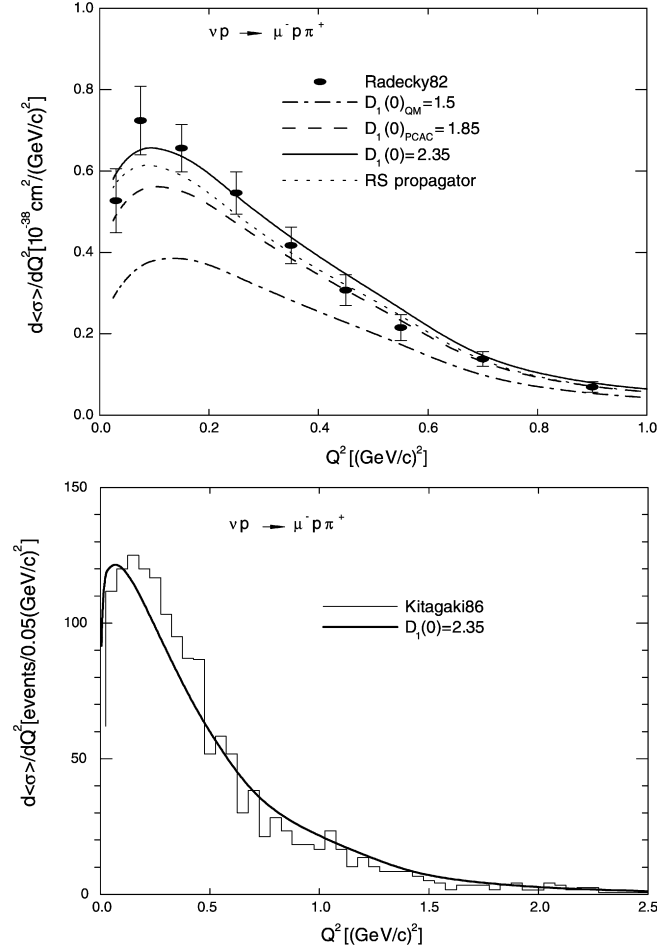 νp → μ⁻pπ⁺
Radecky82
D₁(0)QM=1.5
D₁(0)PCAC=1.85
D₁(0)=2.35
RS propagator
1.0
0.8
0.6
0.4
0.2
0.0
d<σ>/dQ²[10⁻³⁸cm²/(GeV/c)²]
0.0 0.2 0.4 0.6 0.8 1.0
Q²[(GeV/c)²]
νp → μ⁻pπ⁺
Kitagaki86
D₁(0)=2.35
150
100
50
0
d<σ>/dQ²[events/0.05(GeV/c)²]
0.0 0.5 1.0 1.5 2.0 2.5
Q²[(GeV/c)²]